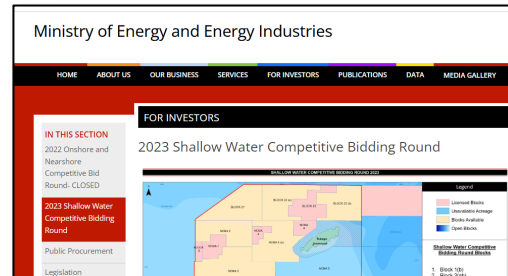 Ministry of Energy and Energy Industries
HOME ABOUT US OUR BUSINESS SERVICES FOR INVESTORS PUBLICATIONS DATA MEDIA GALLERY
FOR INVESTORS
IN THIS SECTION
2022 Onshore and
Nearshore
Competitive Bid
Round- CLOSED
2023 Shallow Water
Competitive Bidding
Round
Public Procurement
Legislation
2023 Shallow Water Competitive Bidding Round
SHALLOW WATER COMPETITIVE BIDDING ROUND 2023
Legend
Licensed Blocks
Unavailable Acreage
Blocks Available
Open Blocks
Shallow Water Competitive
Bidding Round Blocks
1. Block 1(b)